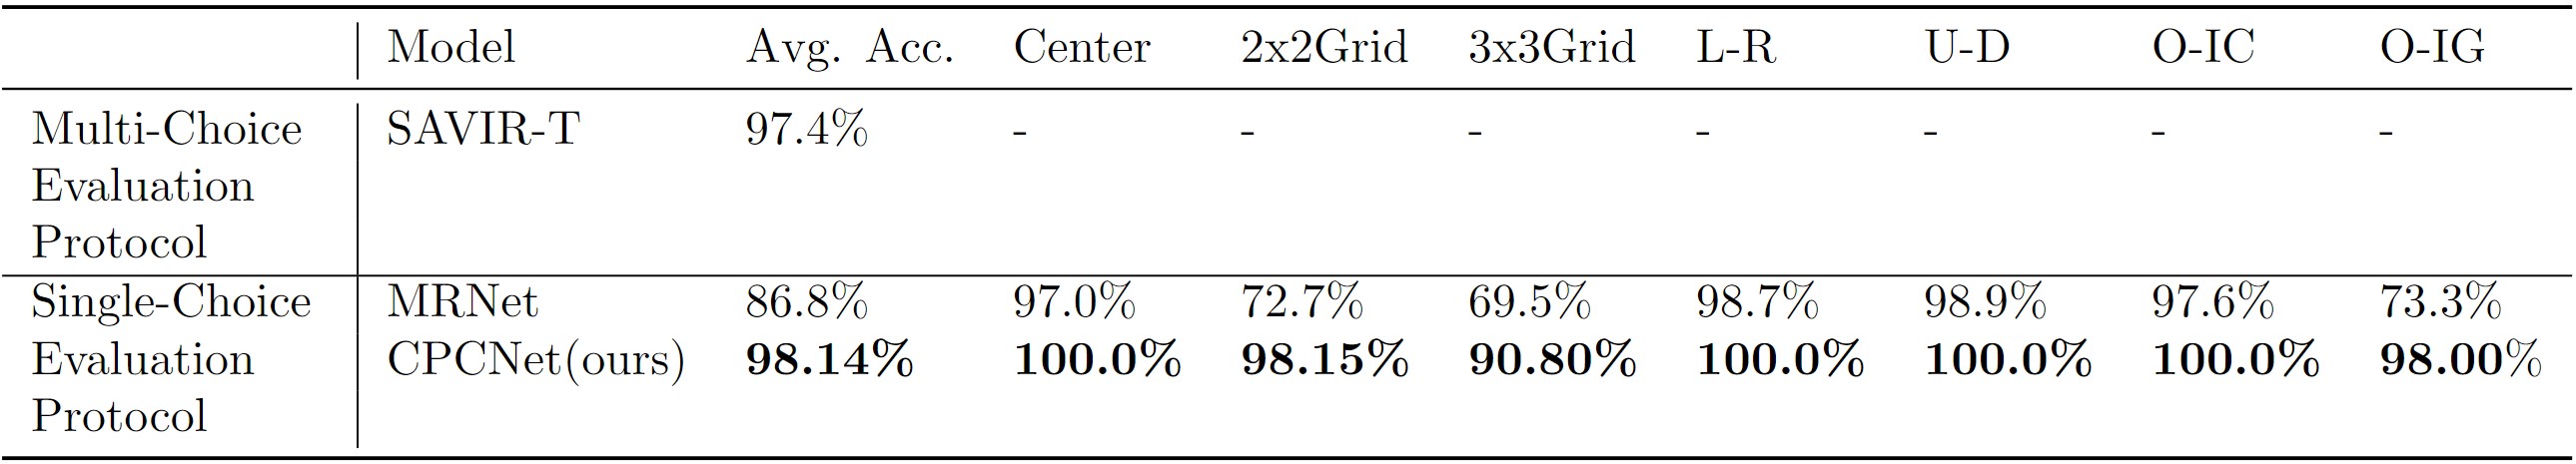 Model Avg. Acc. Center 2x2Grid 3x3Grid L-R U-D O-IC O-IG
Multi-Choice SAVIR-T 97.4% - - - - - - -
Evaluation
Protocol
Single-Choice MRNet 86.8% 97.0% 72.7% 69.5% 98.7% 98.9% 97.6% 73.3%
Evaluation CPCNet(ours) 98.14% 100.0% 98.15% 90.80% 100.0% 100.0% 100.0% 98.00%
Protocol